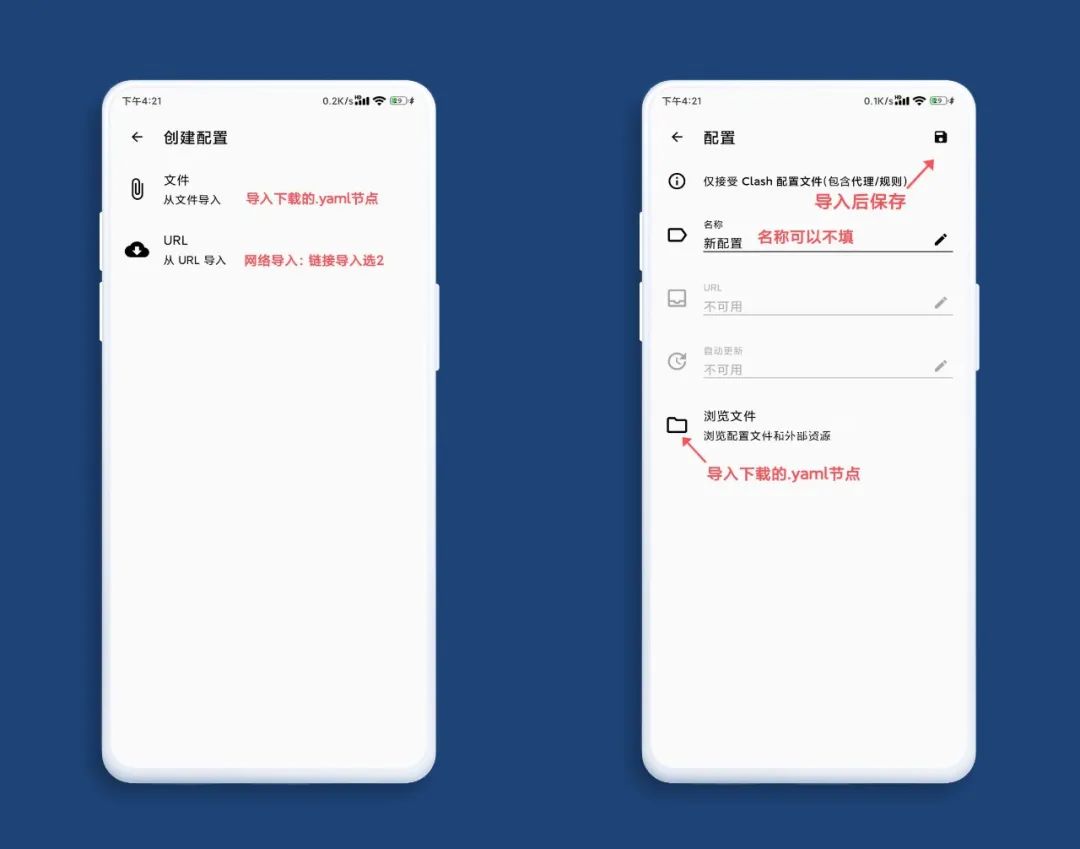 下午4:21
0.2K/s
创建配置
文件
从文件导入
导入下载的.yaml节点
URL
从 URL 导入
网络导入：链接导入选2
下午4:21
0.1K/s
配置
仅接受 Clash 配置文件(包含代理/规则)
导入后保存
名称
新配置
名称可以不填
URL
不可用
自动更新
不可用
浏览文件
浏览配置文件和外部资源
导入下载的.yaml节点